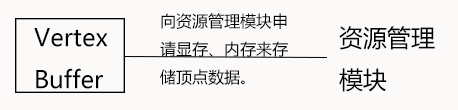 Vertex
Buffer
向资源管理模块申
请显存、内存来存
储顶点数据。
资源管理
模块